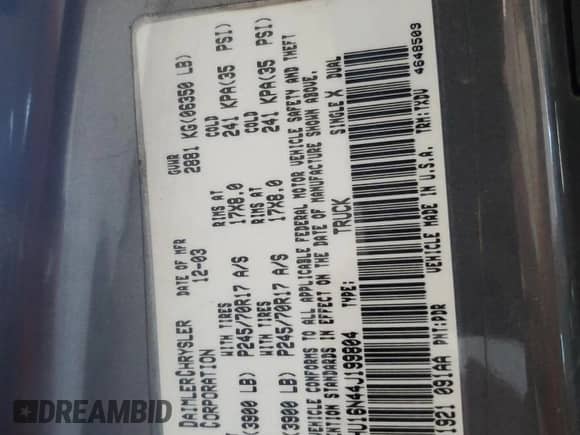 DAIMLERCHRYSLER
CORPORATION
DATE OF MFR
12-03
GVWR
2881 KG(06350 LB)
WITH TIRES
P245/70R17 A/S
RIMS AT
17X8.0
COLD
241 KPA(35 PSI)
(3900 LB)
WITH TIRES
P245/70R17 A/S
RIMS AT
17X8.0
COLD
241 KPA(35 PSI)
(3900 LB)
VEHICLE CONFORMS TO ALL APPLICABLE FEDERAL MOTOR VEHICLE SAFETY AND THEFT
STANDARDS IN EFFECT ON THE DATE OF MANUFACTURE SHOWN ABOVE.
HU16N44J199804 TYPE: TRUCK SINGLE X DUAL
1921 091AA PNT:PDR VEHICLE MADE IN U.S.A. TRM:TXDV 4648509
AUTOBIDMASTER